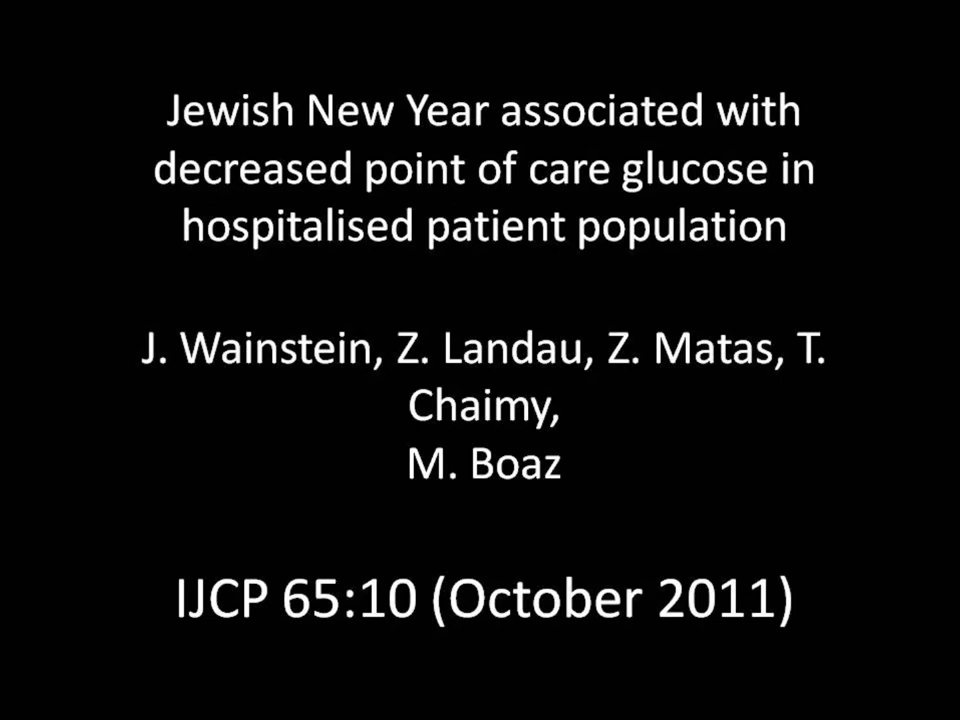 Jewish New Year associated with
decreased point of care glucose in
hospitalised patient population
J. Wainstein, Z. Landau, Z. Matas, T.
Chaimy,
M. Boaz
IJCP 65:10 (October 2011)